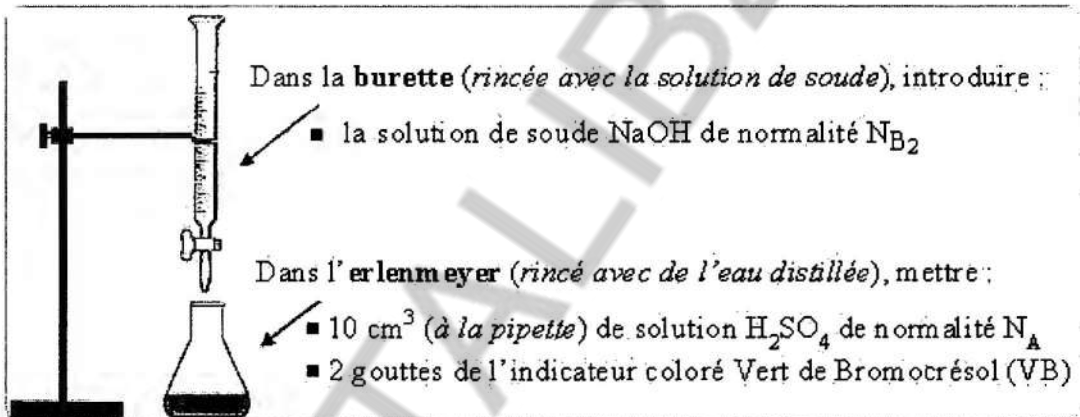 Dans la burette (rincée avec la solution de soude), introduire :
▪ la solution de soude NaOH de normalité N_B₂
Dans l'erlenmeyer (rincé avec de l'eau distillée), mettre :
▪ 10 cm³ (à la pipette) de solution H₂SO₄ de normalité N_A
▪ 2 gouttes de l'indicateur coloré Vert de Bromocrésol (VB)